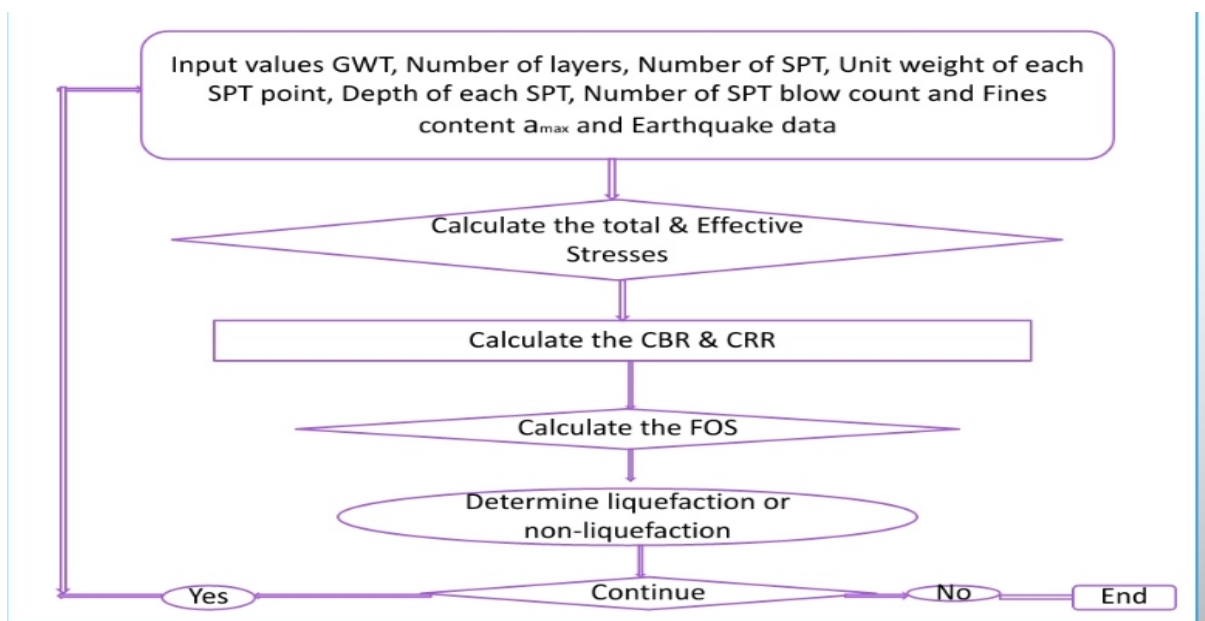 Input values GWT, Number of layers, Number of SPT, Unit weight of each
SPT point, Depth of each SPT, Number of SPT blow count and Fines
content amax and Earthquake data
Calculate the total & Effective
Stresses
Calculate the CBR & CRR
Calculate the FOS
Determine liquefaction or
non-liquefaction
Yes
Continue
No
End